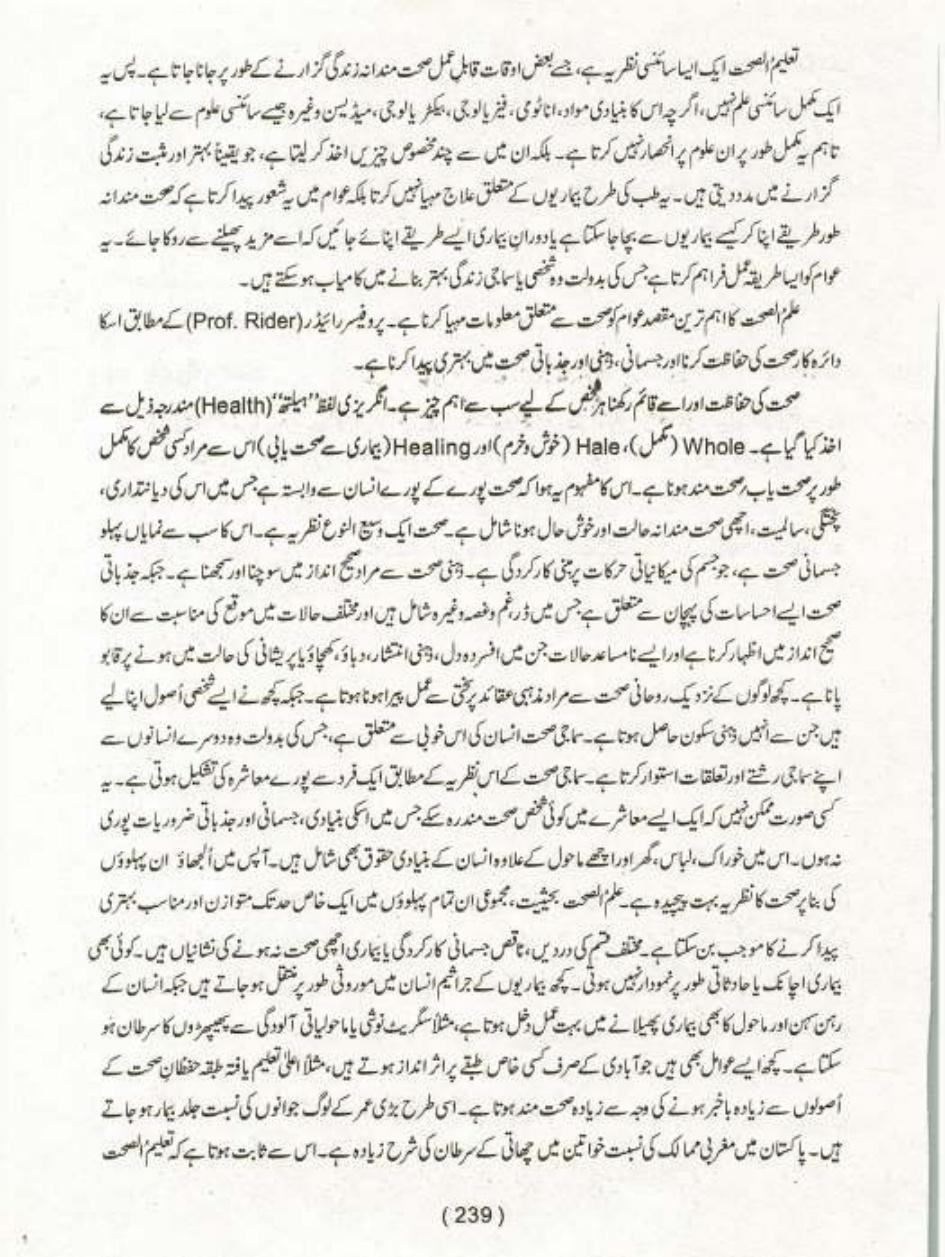 تعلیم الصحت ایک ایسا سائنسی نظریہ ہے، جسے بعض اوقات قابلِ عمل صحت مندانہ زندگی گزارنے کے طور پر جانا جاتا ہے۔ پس یہ
ایک مکمل سائنسی علم نہیں، اگرچہ اس کا بنیادی مواد، اناٹومی، فزیالوجی، بیکٹریالوجی، میڈیسن وغیرہ جیسے سائنسی علوم سے لیا جاتا ہے،
تاہم یہ مکمل طور پر ان علوم پر انحصار نہیں کرتا ہے۔ بلکہ ان میں سے چند مخصوص چیزیں اخذ کر لیتا ہے، جو یقیناً بہتر اور مثبت زندگی
گزارنے میں مدد دیتی ہیں۔ یہ طب کی طرح بیماریوں کے متعلق علاج مہیا نہیں کرتا بلکہ عوام میں یہ شعور پیدا کرتا ہے کہ صحت مندانہ
طور طریقے اپنا کر کیسے بیماریوں سے بچا جا سکتا ہے یا دوران بیماری ایسے طریقے اپنائے جائیں کہ اسے مزید پھیلنے سے روکا جائے۔ یہ
عوام کو ایسا طریقہ عمل فراہم کرتا ہے جس کی بدولت وہ شخصی یا سماجی زندگی بہتر بنانے میں کامیاب ہو سکتے ہیں۔
علم الصحت کا اہم ترین مقصد عوام کو صحت سے متعلق معلومات مہیا کرنا ہے۔ پروفیسر رائیڈر (Prof. Rider) کے مطابق اسکا
دائرہ کار صحت کی حفاظت کرنا اور جسمانی، ذہنی اور جذباتی صحت میں بہتری پیدا کرنا ہے۔
صحت کی حفاظت اور اسے قائم رکھنا ہر شخص کے لیے سب سے اہم چیز ہے۔ انگریزی لفظ "ہیلتھ" (Health) مندرجہ ذیل سے
اخذ کیا گیا ہے۔ Whole (مکمل)، Hale (خوش و خرم) اور Healing (بیماری سے صحت یابی) اس سے مراد کسی شخص کا مکمل
طور پر صحت یاب رصحت مند ہونا ہے۔ اس کا مفہوم یہ ہوا کہ صحت پورے کے پورے انسان سے وابستہ ہے جس میں اس کی دیانتداری،
پختگی، سالمیت، اچھی صحت مندانہ حالت اور خوش حال ہونا شامل ہے۔ صحت ایک وسیع النوع نظریہ ہے۔ اس کا سب سے نمایاں پہلو
جسمانی صحت ہے، جو جسم کی میکانیاتی حرکات پر مبنی کارکردگی ہے۔ ذہنی صحت سے مراد صحیح انداز میں سوچنا اور سمجھنا ہے۔ جبکہ جذباتی
صحت ایسے احساسات کی پہچان سے متعلق ہے جس میں ڈر، غم و غصہ وغیرہ شامل ہیں اور مختلف حالات میں موقع کی مناسبت سے ان کا
صحیح انداز میں اظہار کرنا ہے اور ایسے نامساعد حالات جن میں افسردہ دل، ذہنی انتشار، دباؤ، کھچاؤ یا پریشانی کی حالت میں ہونے پر قابو
پانا ہے۔ کچھ لوگوں کے نزدیک روحانی صحت سے مراد مذہبی عقائد پر سختی سے عمل پیرا ہونا ہوتا ہے۔ جبکہ کچھ نے ایسے شخصی اُصول اپنا لیے
ہیں جن سے انہیں ذہنی سکون حاصل ہوتا ہے۔ سماجی صحت انسان کی اس خوبی سے متعلق ہے، جس کی بدولت وہ دوسرے انسانوں سے
اپنے سماجی رشتے اور تعلقات استوار کرتا ہے۔ سماجی صحت کے اس نظریہ کے مطابق ایک فرد سے پورے معاشرہ کی تشکیل ہوتی ہے۔ یہ
کسی صورت ممکن نہیں کہ ایک ایسے معاشرے میں کوئی شخص صحت مند رہ سکے جس میں اسکی بنیادی، جسمانی اور جذباتی ضروریات پوری
نہ ہوں۔ اس میں خوراک، لباس، گھر اور اچھے ماحول کے علاوہ انسان کے بنیادی حقوق بھی شامل ہیں۔ آپس میں اُلجھاؤ ان پہلوؤں
کی بنا پر صحت کا نظریہ بہت پیچیدہ ہے۔ علم الصحت بحیثیت، مجموعی ان تمام پہلوؤں میں ایک خاص حد تک متوازن اور مناسب بہتری
پیدا کرنے کا موجب بن سکتا ہے۔ مختلف قسم کی دردیں، ناقص جسمانی کارکردگی یا بیماری اچھی صحت نہ ہونے کی نشانیاں ہیں۔ کوئی بھی
بیماری اچانک یا حادثاتی طور پر نمودار نہیں ہوتی۔ کچھ بیماریوں کے جراثیم انسان میں موروثی طور پر منتقل ہو جاتے ہیں جبکہ انسان کے
رہن سہن اور ماحول کا بھی بیماری پھیلانے میں بہت عمل دخل ہوتا ہے، مثلاً سگریٹ نوشی یا ماحولیاتی آلودگی سے پھیپھڑوں کا سرطان ہو
سکتا ہے۔ کچھ ایسے عوامل بھی ہیں جو آبادی کے صرف کسی خاص طبقے پر اثر انداز ہوتے ہیں، مثلاً اعلیٰ تعلیم یافتہ طبقہ حفظانِ صحت کے
اُصولوں سے زیادہ باخبر ہونے کی وجہ سے زیادہ صحت مند ہوتا ہے۔ اسی طرح بڑی عمر کے لوگ جوانوں کی نسبت جلد بیمار ہو جاتے
ہیں۔ پاکستان میں مغربی ممالک کی نسبت خواتین میں چھاتی کے سرطان کی شرح زیادہ ہے۔ اس سے ثابت ہوتا ہے کہ تعلیم الصحت
(239)